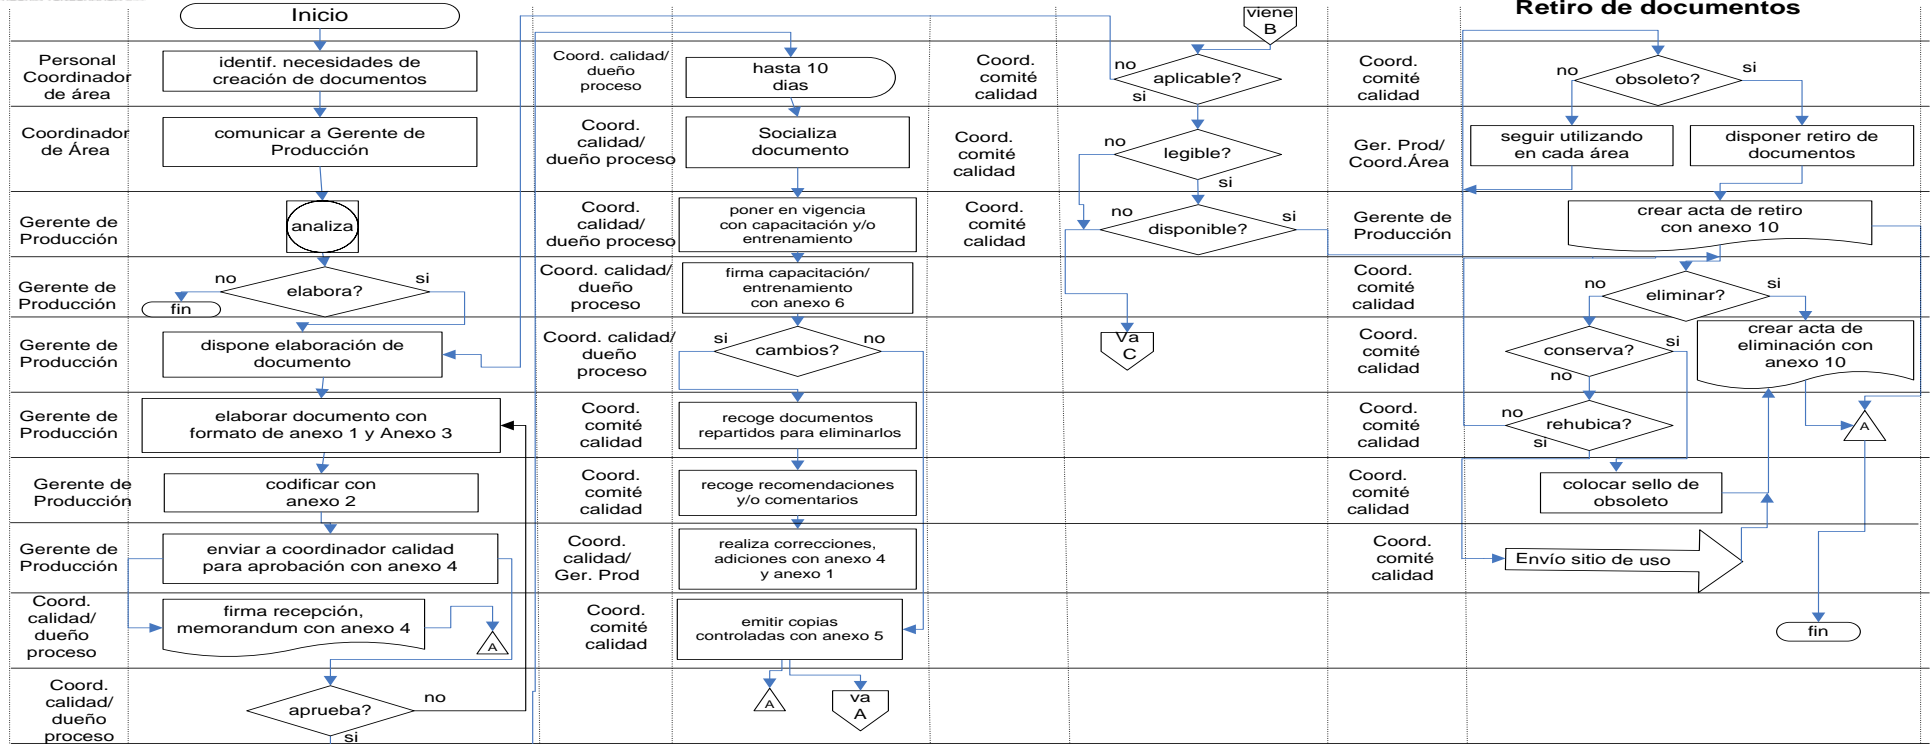 Inicio
Personal
Coordinador
de área
identif. necesidades de
creación de documentos
Coordinador
de Área
comunicar a Gerente de
Producción
Gerente de
Producción
analiza
Gerente de
Producción
no
elabora?
si
fin
Gerente de
Producción
dispone elaboración de
documento
Gerente de
Producción
elaborar documento con
formato de anexo 1 y Anexo 3
Gerente de
Producción
codificar con
anexo 2
Gerente de
Producción
enviar a coordinador calidad
para aprobación con anexo 4
Coord.
calidad/
dueño
proceso
firma recepción,
memorandum con anexo 4
A
Coord.
calidad/
dueño
proceso
aprueba?
no
si
Coord. calidad/
dueño
proceso
hasta 10
dias
Coord.
calidad/
dueño proceso
Socializa
documento
Coord.
calidad/
dueño proceso
poner en vigencia
con capacitación y/o
entrenamiento
Coord. calidad/
dueño
proceso
firma capacitación/
entrenamiento
con anexo 6
Coord. calidad/
dueño
proceso
si
cambios?
no
Coord.
comité
calidad
recoge documentos
repartidos para eliminarlos
Coord.
comité
calidad
recoge recomendaciones
y/o comentarios
Coord.
calidad/
Ger. Prod
realiza correcciones,
adiciones con anexo 4
y anexo 1
Coord.
comité
calidad
emitir copias
controladas con anexo 5
A
va
A
viene
B
Coord.
comité
calidad
no
aplicable?
si
Coord.
comité
calidad
no
legible?
si
Coord.
comité
calidad
no
disponible?
si
Va
C
Retiro de documentos
Coord.
comité
calidad
no
obsoleto?
si
Ger. Prod/
Coord.Área
seguir utilizando
en cada área
disponer retiro de
documentos
Gerente de
Producción
crear acta de retiro
con anexo 10
Coord.
comité
calidad
no
eliminar?
si
Coord.
comité
calidad
conserva?
si
no
crear acta de
eliminación con
anexo 10
Coord.
comité
calidad
no
rehubica?
si
A
Coord.
comité
calidad
colocar sello de
obsoleto
Coord.
comité
calidad
Envío sitio de uso
fin